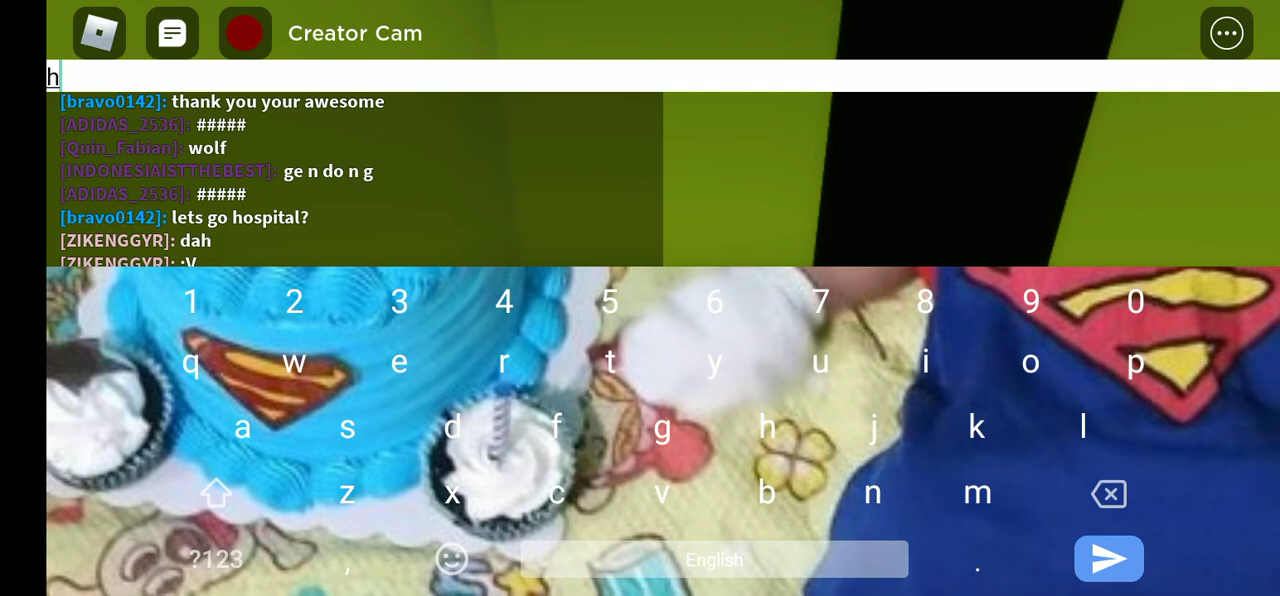 Creator Cam
h
[bravo0142]: thank you your awesome
[ADIDAS_2536]: #####
[Quin_Fabian]: wolf
[INDONESIAISTTHEBEST]: ge n do n g
[ADIDAS_2536]: #####
[bravo0142]: lets go hospital?
[ZIKENGGYR]: dah
[ZIKENGGYR]: :V
1 2 3 4 5 6 7 8 9 0
q w e r t y u i o p
a s d f g h j k l
z x c v b n m
?123 , English .